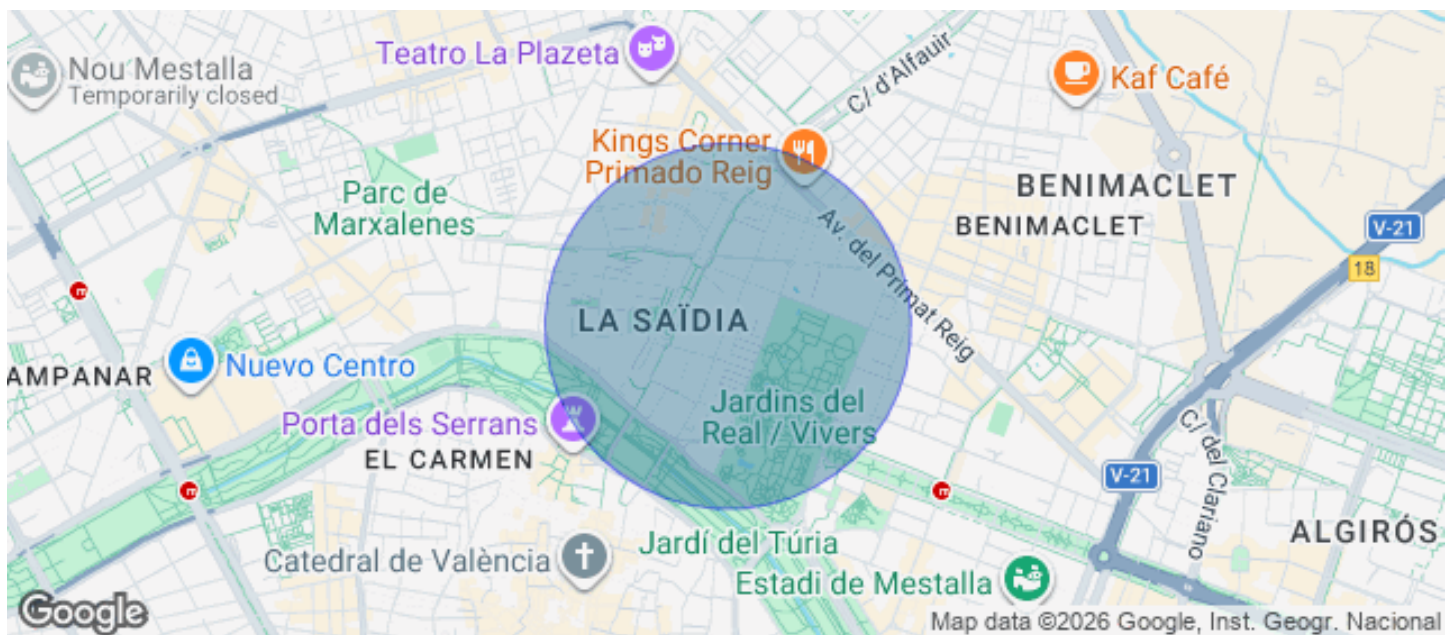 Teatro La Plazeta
Nou Mestalla
Temporarily closed
C/ d'Alfauir
Kaf Café
Kings Corner
Primado Reig
Parc de
Marxalenes
BENIMACLET
BENIMACLET
V-21
18
Av. del Primat Reig
LA SAÏDIA
Nuevo Centro
AMPANAR
Jardins del
Real / Vivers
Porta dels Serrans
EL CARMEN
V-21
C/ del Clariano
ALGIRÓS
Jardí del Túria
Catedral de València
Estadi de Mestalla
Google
Map data ©2026 Google, Inst. Geogr. Nacional